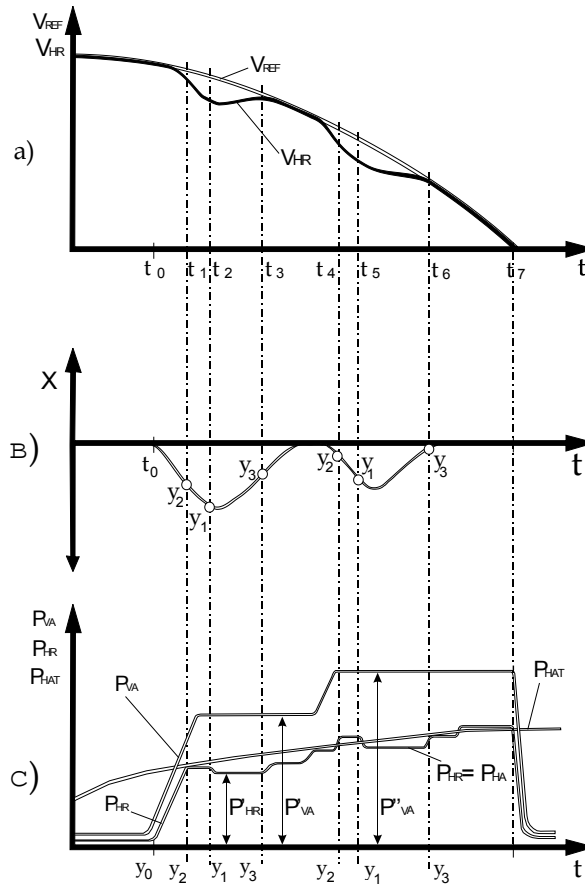 VREF
VHR
VREF
VHR
a)
t0 t1 t2 t3 t4 t5 t6 t7 t
X
B)
t0 y2 y1 y3 y2 y1 y3 t
PVA
PHR
PHAT
PVA
PHAT
C)
PHR P'HR P'VA P''VA PHR= PHA
y0 y2 y1 y3 y2 y1 y3 t